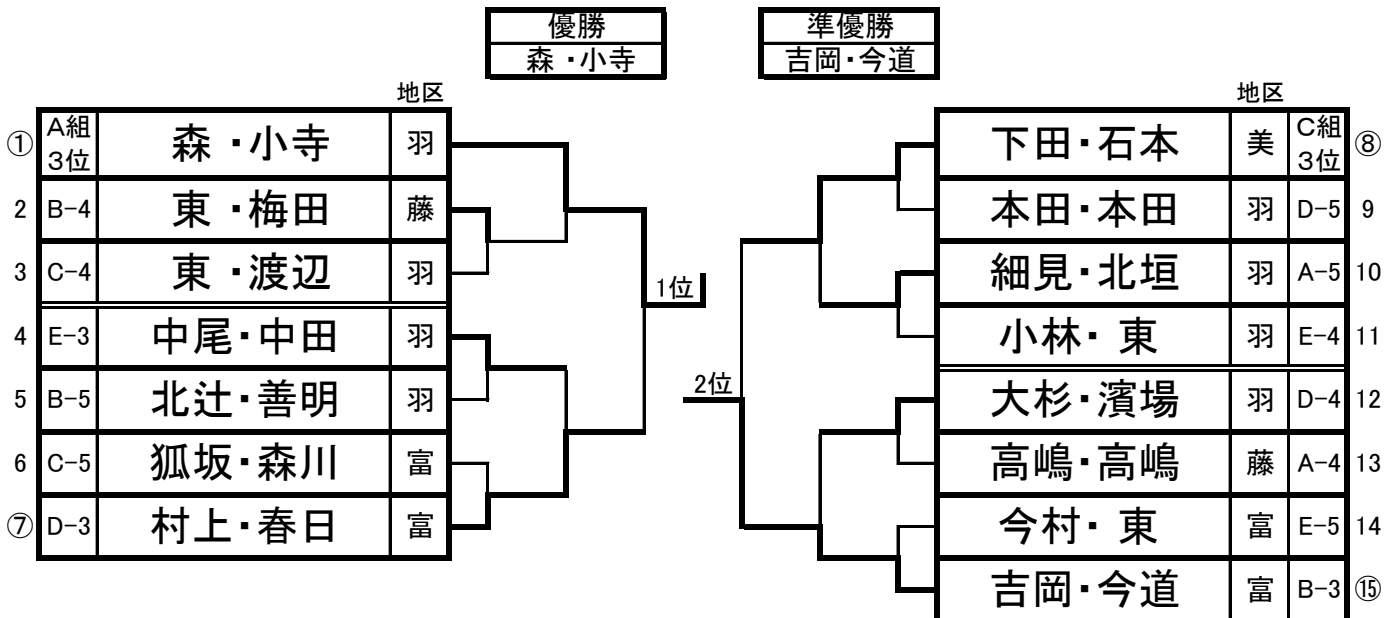 優勝 準優勝
森 ・小寺 吉岡・今道
地区 地区
① A組3位 森 ・小寺 羽 下田・石本 美 C組3位 ⑧
2 B-4 東 ・梅田 藤 本田・本田 羽 D-5 9
3 C-4 東 ・渡辺 羽 細見・北垣 羽 A-5 10
1位
4 E-3 中尾・中田 羽 小林・ 東 羽 E-4 11
2位
5 B-5 北辻・善明 羽 大杉・濱場 羽 D-4 12
6 C-5 狐坂・森川 富 高嶋・高嶋 藤 A-4 13
⑦ D-3 村上・春日 富 今村・ 東 富 E-5 14
吉岡・今道 富 B-3 ⑮